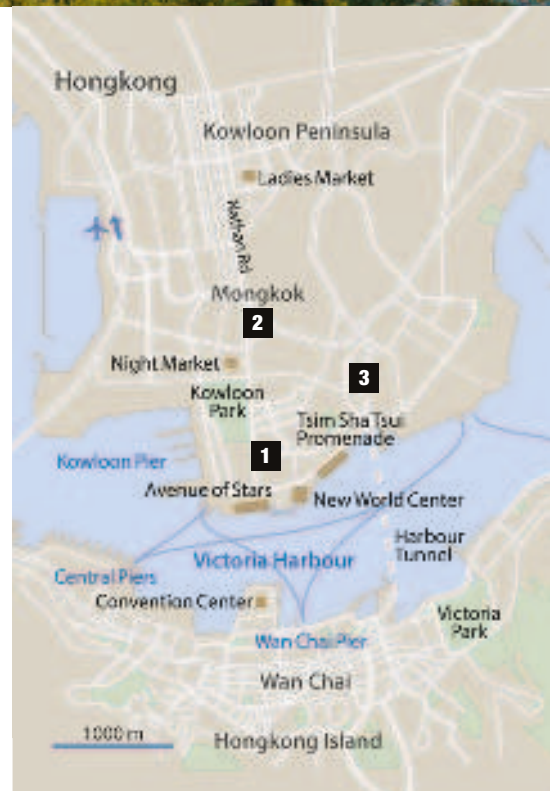 Hongkong
Kowloon Peninsula
Ladies Market
Nathan Rd
Mongkok
2
Night Market
3
Kowloon
Park
Tsim Sha Tsui
Promenade
1
Kowloon Pier
Avenue of Stars
New World Center
Harbour
Tunnel
Victoria Harbour
Central Piers
Convention Center
Victoria
Park
Wan Chai Pier
Wan Chai
1000 m
Hongkong Island